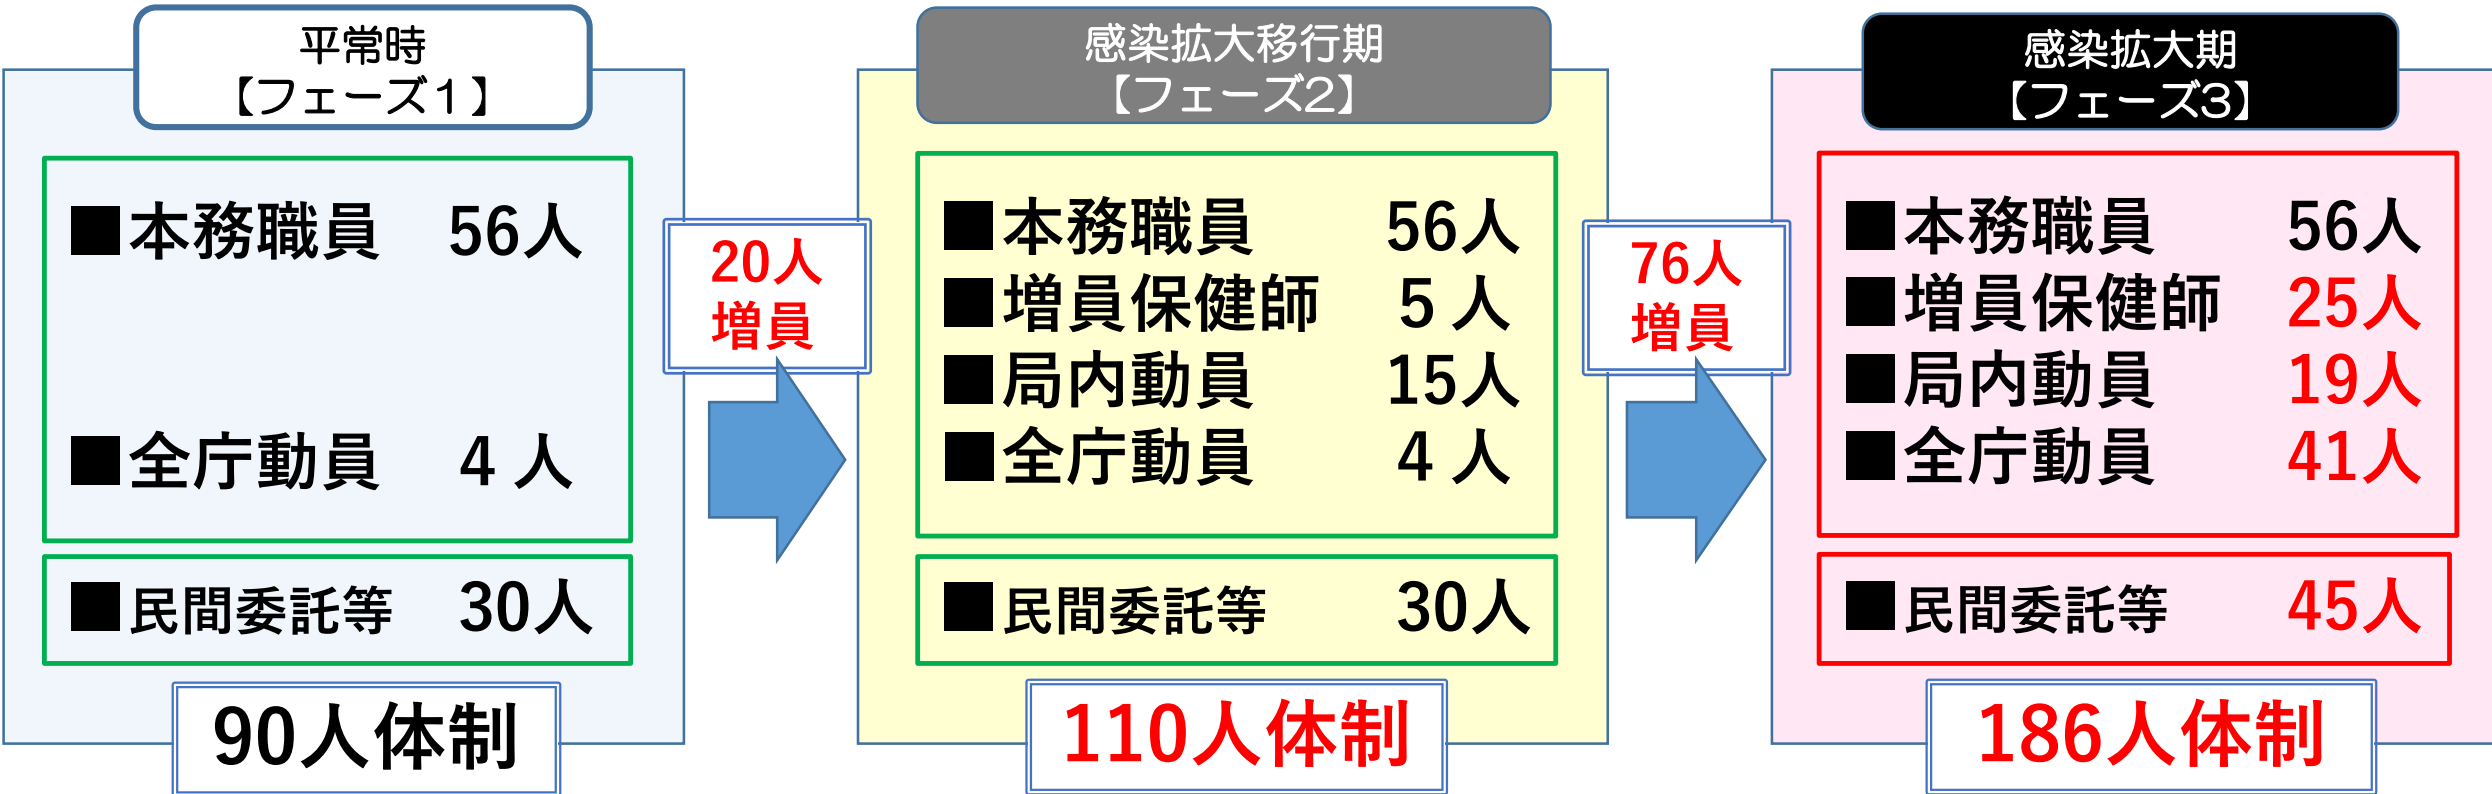 平常時
【フェーズ１】
■本務職員 56人
■全庁動員 4 人
■民間委託等 30人
90人体制
20人
増員
感染拡大移行期
【フェーズ2】
■本務職員 56人
■増員保健師 5 人
■局内動員 15人
■全庁動員 4 人
■民間委託等 30人
110人体制
76人
増員
感染拡大期
【フェーズ3】
■本務職員 56人
■増員保健師 25人
■局内動員 19人
■全庁動員 41人
■民間委託等 45人
186人体制